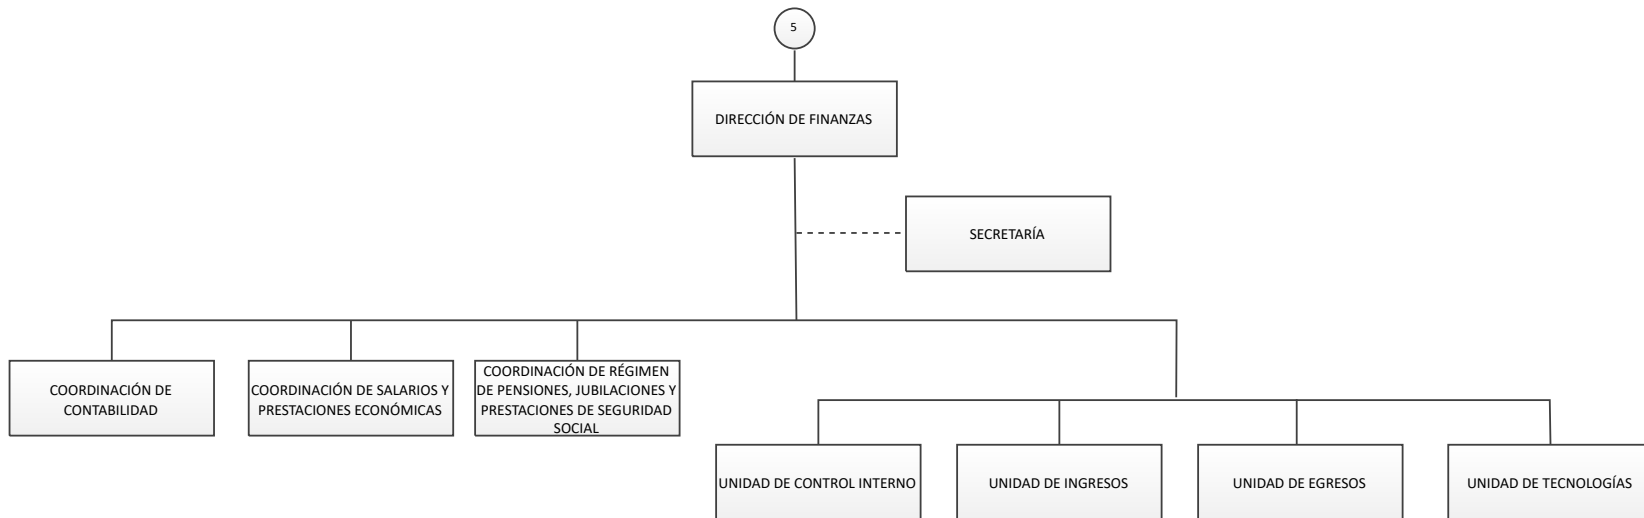 5
DIRECCIÓN DE FINANZAS
SECRETARÍA
COORDINACIÓN DE
CONTABILIDAD
COORDINACIÓN DE SALARIOS Y
PRESTACIONES ECONÓMICAS
COORDINACIÓN DE RÉGIMEN
DE PENSIONES, JUBILACIONES Y
PRESTACIONES DE SEGURIDAD
SOCIAL
UNIDAD DE CONTROL INTERNO
UNIDAD DE INGRESOS
UNIDAD DE EGRESOS
UNIDAD DE TECNOLOGÍAS